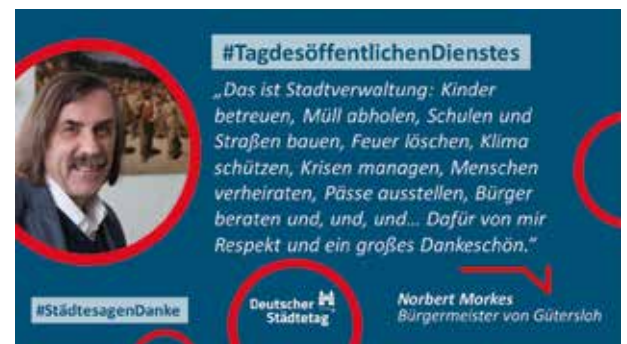 #TagdesöffentlichenDienstes
„Das ist Stadtverwaltung: Kinder
betreuen, Müll abholen, Schulen und
Straßen bauen, Feuer löschen, Klima
schützen, Krisen managen, Menschen
verheiraten, Pässe ausstellen, Bürger
beraten und, und, und... Dafür von mir
Respekt und ein großes Dankeschön.“
#StädtesagenDanke
Deutscher
Städtetag
Norbert Morkes
Bürgermeister von Gütersloh